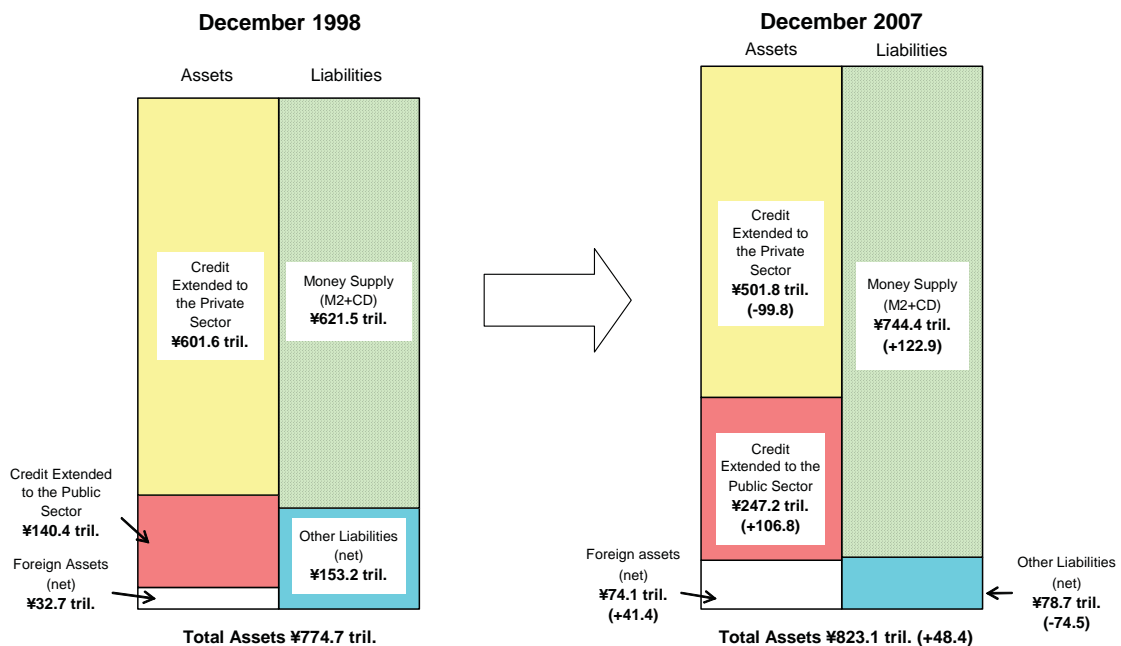 December 1998
Assets
Liabilities
Credit
Extended to
the Private
Sector
¥601.6 tril.
Money Supply
(M2+CD)
¥621.5 tril.
Credit Extended
to the Public
Sector
¥140.4 tril.
Foreign Assets
(net)
¥32.7 tril.
Other Liabilities
(net)
¥153.2 tril.
Total Assets ¥774.7 tril.
December 2007
Assets
Liabilities
Credit
Extended to
the Private
Sector
¥501.8 tril.
(-99.8)
Money Supply
(M2+CD)
¥744.4 tril.
(+122.9)
Credit
Extended to the
Public Sector
¥247.2 tril.
(+106.8)
Foreign assets
(net)
¥74.1 tril.
(+41.4)
Other Liabilities
(net)
¥78.7 tril.
(-74.5)
Total Assets ¥823.1 tril. (+48.4)